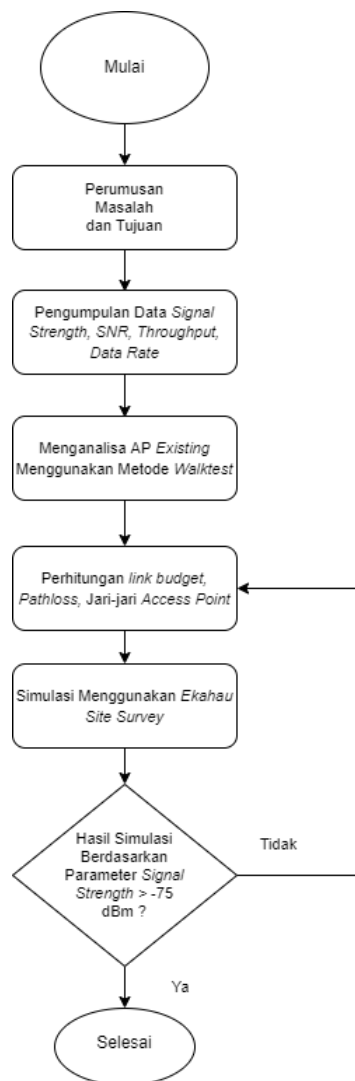 Mulai
Perumusan
Masalah
dan Tujuan
Pengumpulan Data Signal
Strength, SNR, Throughput,
Data Rate
Menganalisa AP Existing
Menggunakan Metode Walktest
Perhitungan link budget,
Pathloss, Jari-jari Access Point
Simulasi Menggunakan Ekahau
Site Survey
Hasil Simulasi
Berdasarkan
Parameter Signal
Strength > -75
dBm ?
Tidak
Ya
Selesai